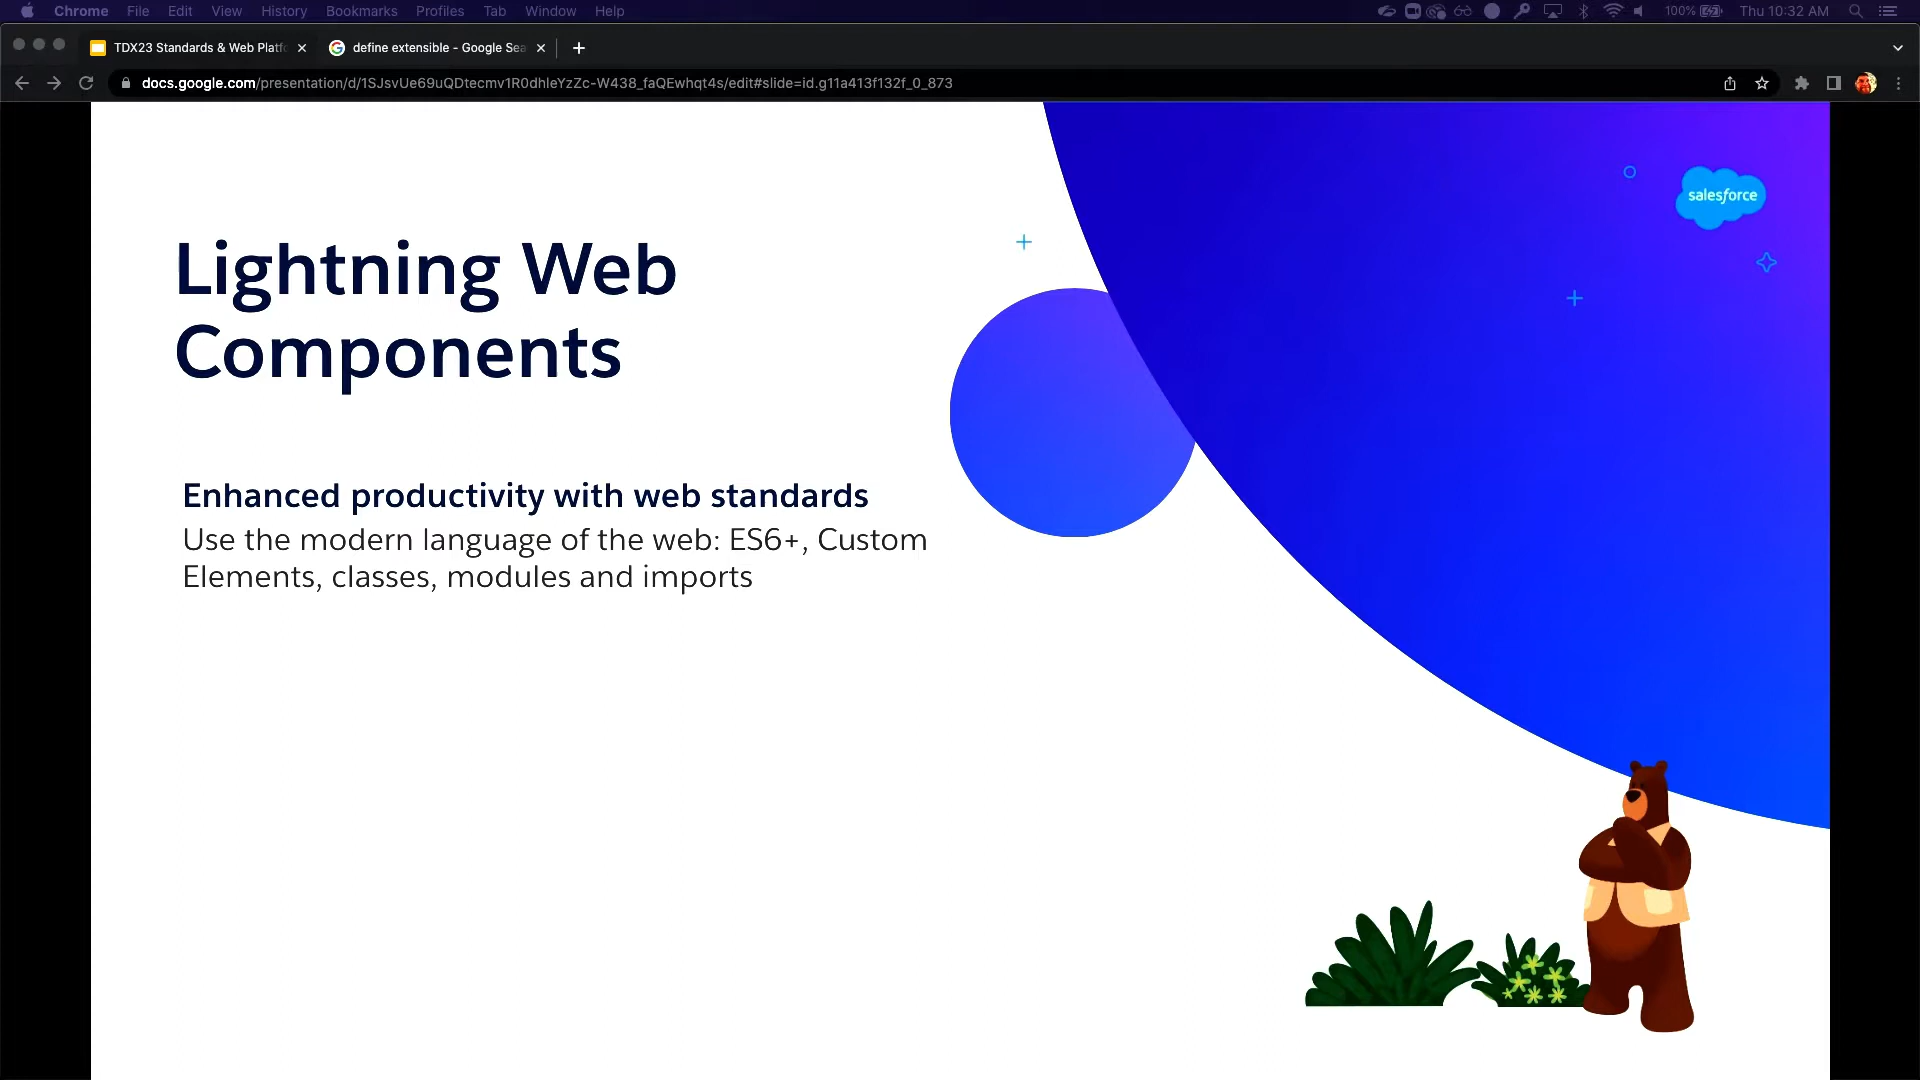 Chrome File Edit View History Bookmarks Profiles Tab Window Help 100% Thu 10:32 AM
TDX23 Standards & Web Platf define extensible - Google Sea
docs.google.com/presentation/d/1SJsvUe69uQDtecmv1R0dhleYzZc-W438_faQEwhqt4s/edit#slide=id.g11a413f132f_0_873
salesforce
Lightning Web
Components
Enhanced productivity with web standards
Use the modern language of the web: ES6+, Custom
Elements, classes, modules and imports